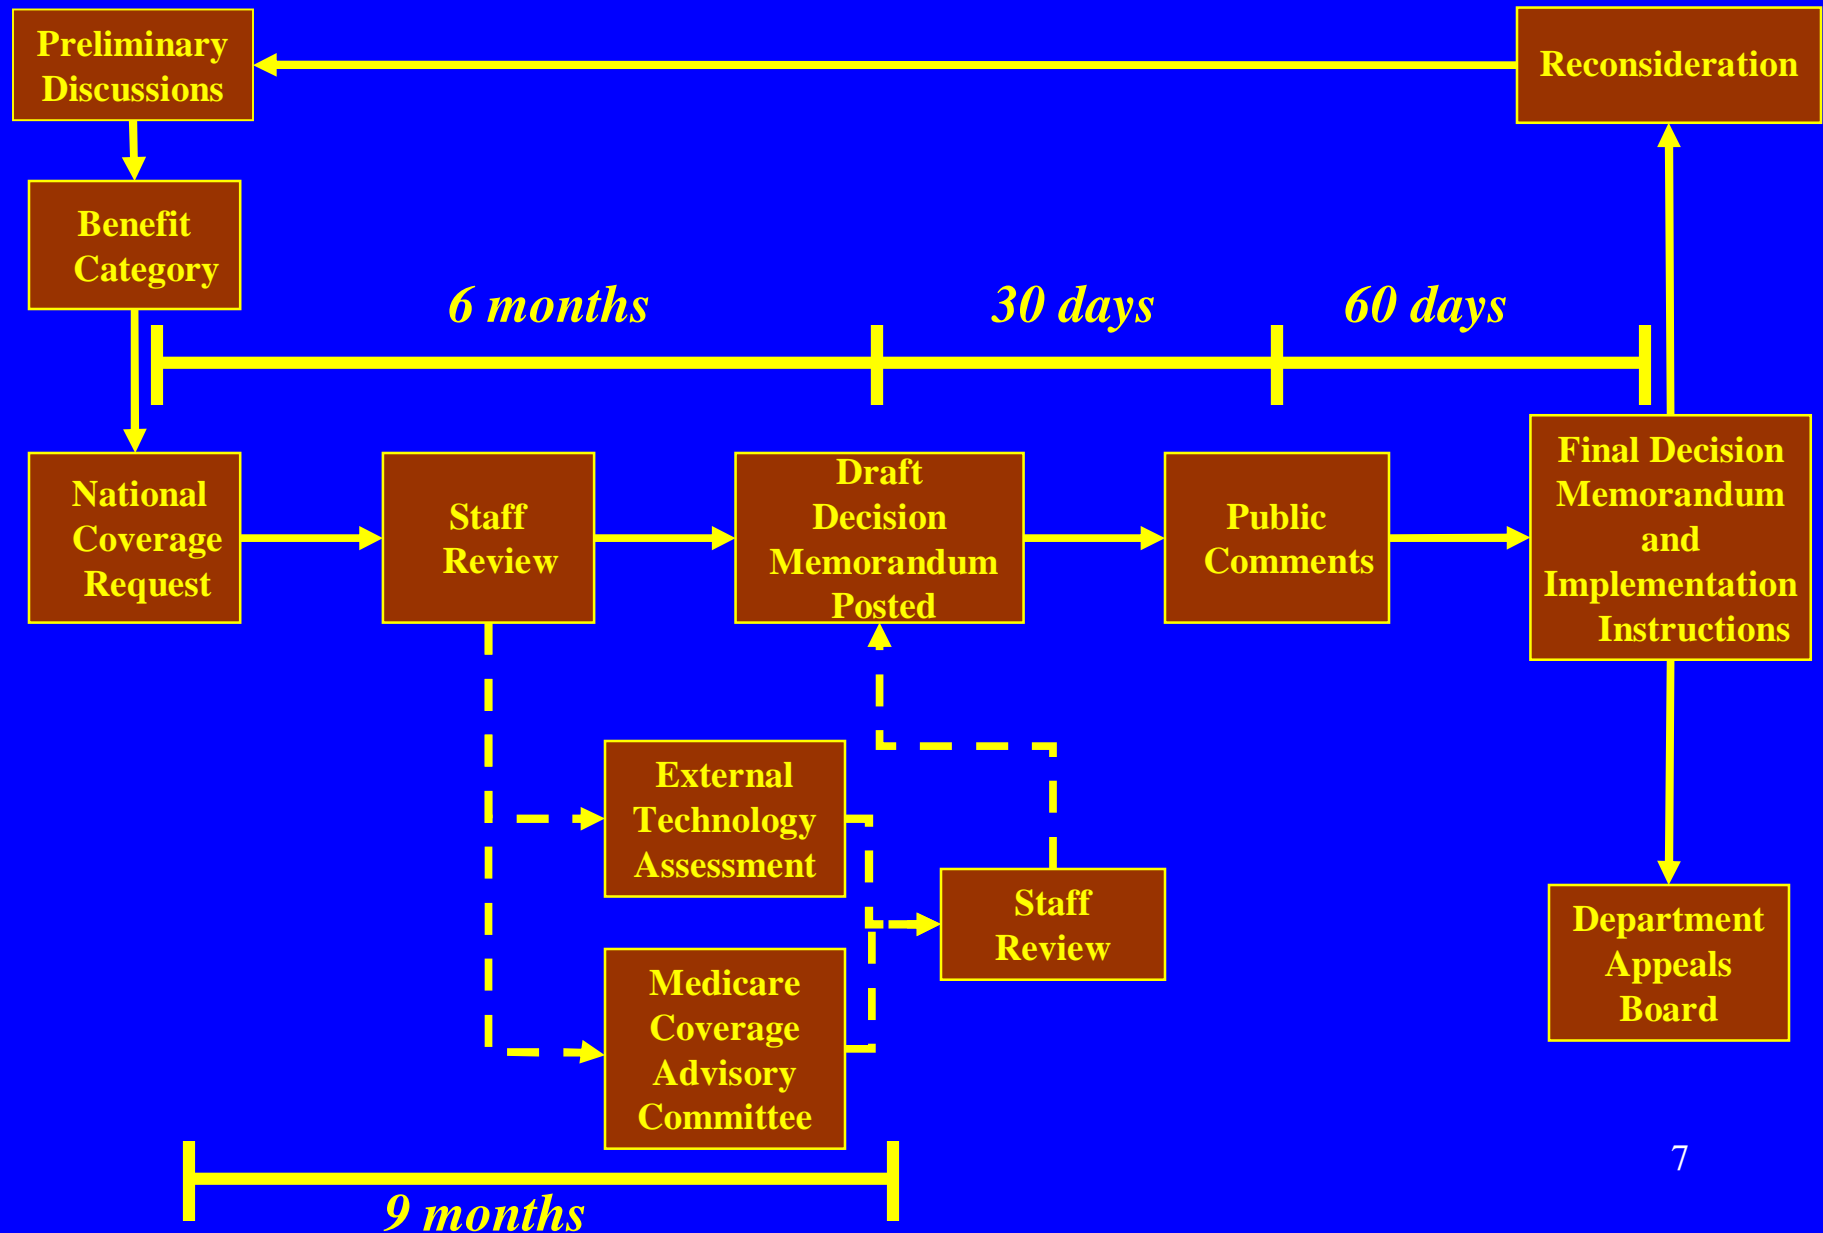 Preliminary
Discussions
Reconsideration
Benefit
Category
6 months
30 days
60 days
National
Coverage
Request
Staff
Review
Draft
Decision
Memorandum
Posted
Public
Comments
Final Decision
Memorandum
and
Implementation
Instructions
External
Technology
Assessment
Staff
Review
Medicare
Coverage
Advisory
Committee
Department
Appeals
Board
9 months
7